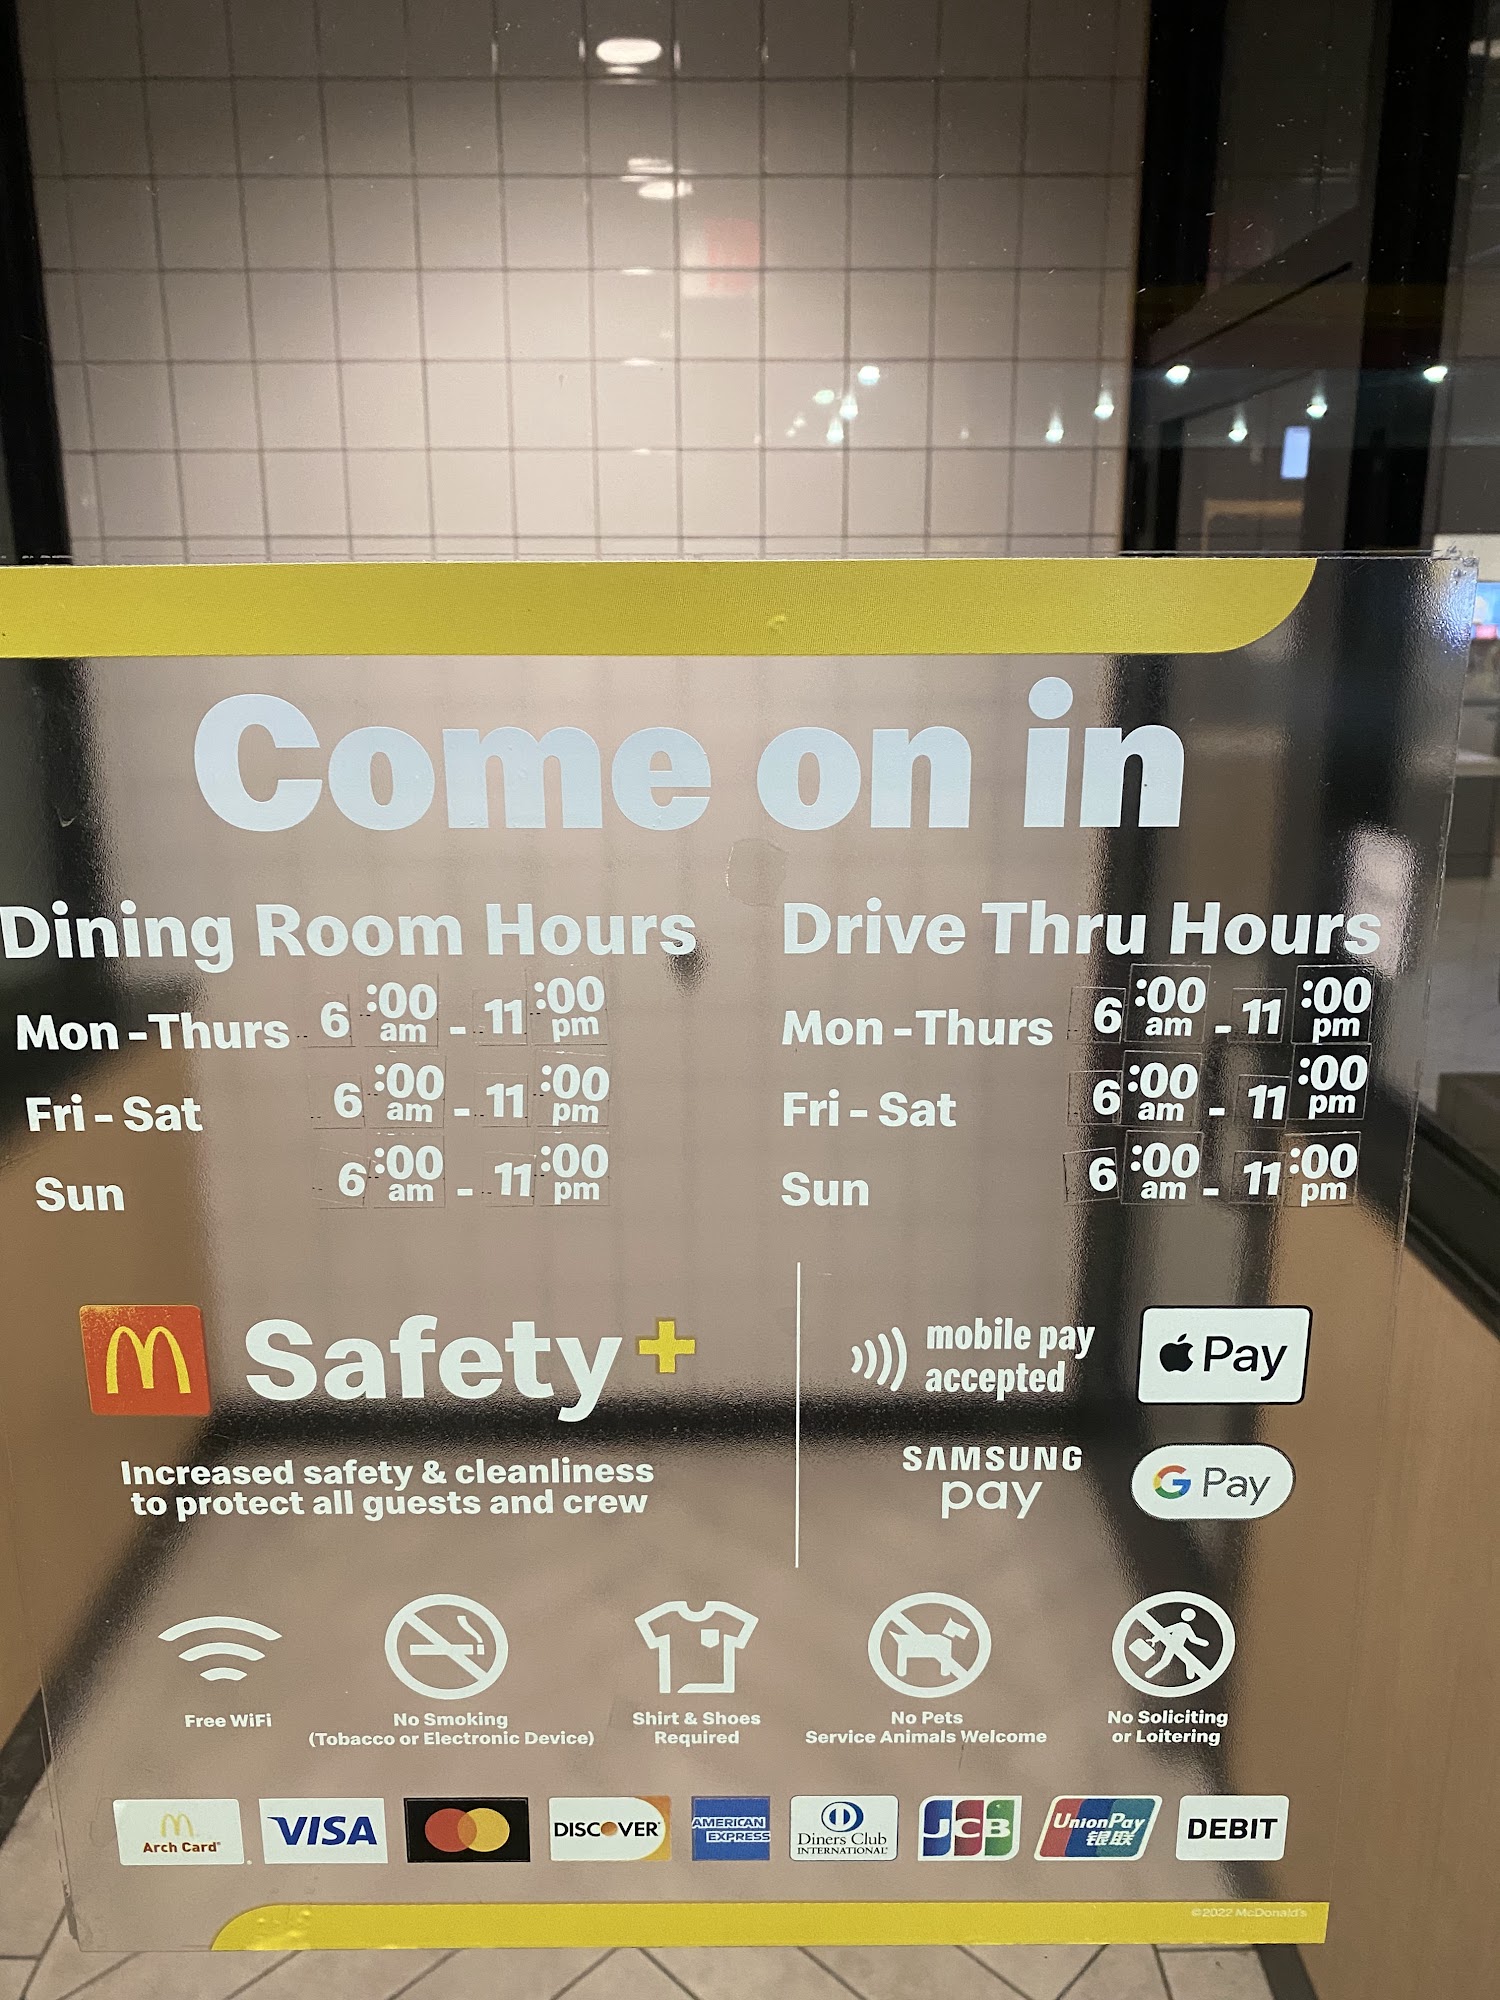 Come on in
Dining Room Hours
Mon - Thurs 6 :00 am - 11 :00 pm
Fri - Sat 6 :00 am - 11 :00 pm
Sun 6 :00 am - 11 :00 pm
Drive Thru Hours
Mon - Thurs 6 :00 am - 11 :00 pm
Fri - Sat 6 :00 am - 11 :00 pm
Sun 6 :00 am - 11 :00 pm
Safety+
Increased safety & cleanliness
to protect all guests and crew
mobile pay
accepted
Pay
SAMSUNG
pay
G Pay
Free WiFi
No Smoking
(Tobacco or Electronic Device)
Shirt & Shoes
Required
No Pets
Service Animals Welcome
No Soliciting
or Loitering
Arch Card
VISA
DISCOVER
AMERICAN
EXPRESS
Diners Club
INTERNATIONAL
JCB
UnionPay
银联
DEBIT
©2022 McDonald's